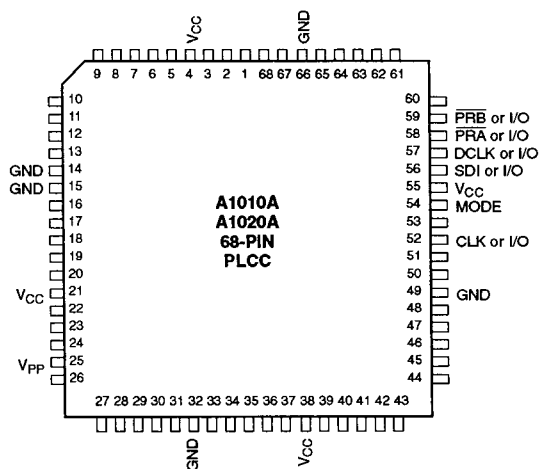 VCC
GND
9 8 7 6 5 4 3 2 1 68 67 66 65 64 63 62 61
10
11
12
13
GND 14
GND 15
16
17
18
19
20
VCC 21
22
23
24
VPP 25
26
A1010A
A1020A
68-PIN
PLCC
60
59 PRB or I/O
58 PRA or I/O
57 DCLK or I/O
56 SDI or I/O
55 VCC
54 MODE
53
52 CLK or I/O
51
50
49 GND
48
47
46
45
44
27 28 29 30 31 32 33 34 35 36 37 38 39 40 41 42 43
GND
VCC